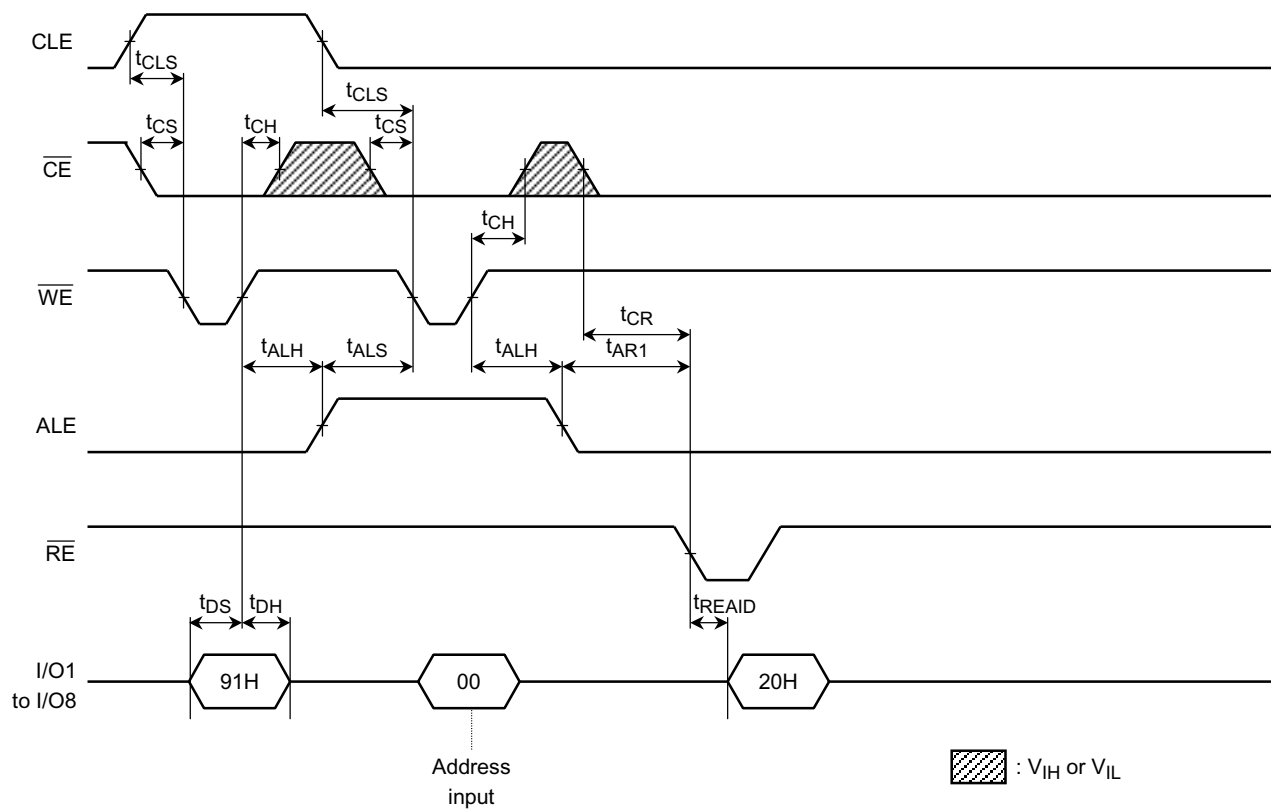 CLE
tCLS
tCLS
tCS
tCH
tCS
CE
tCH
WE
tCR
tALH
tALS
tALH
tAR1
ALE
RE
tDS
tDH
tREAID
I/O1
to I/O8
91H
00
20H
Address
input
: VIH or VIL